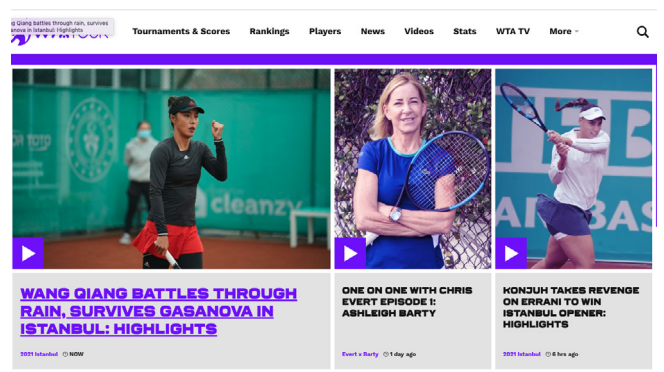 g Qiang battles through rain, survives
anova in Istanbul: Highlights
Tournaments & Scores Rankings Players News Videos Stats WTA TV More
cleanzy
WANG QIANG BATTLES THROUGH
RAIN, SURVIVES GASANOVA IN
ISTANBUL: HIGHLIGHTS
2021 Istanbul NOW
ONE ON ONE WITH CHRIS
EVERT EPISODE 1:
ASHLEIGH BARTY
Evert x Barty 1 day ago
KONJUH TAKES REVENGE
ON ERRANI TO WIN
ISTANBUL OPENER:
HIGHLIGHTS
2021 Istanbul 6 hrs ago